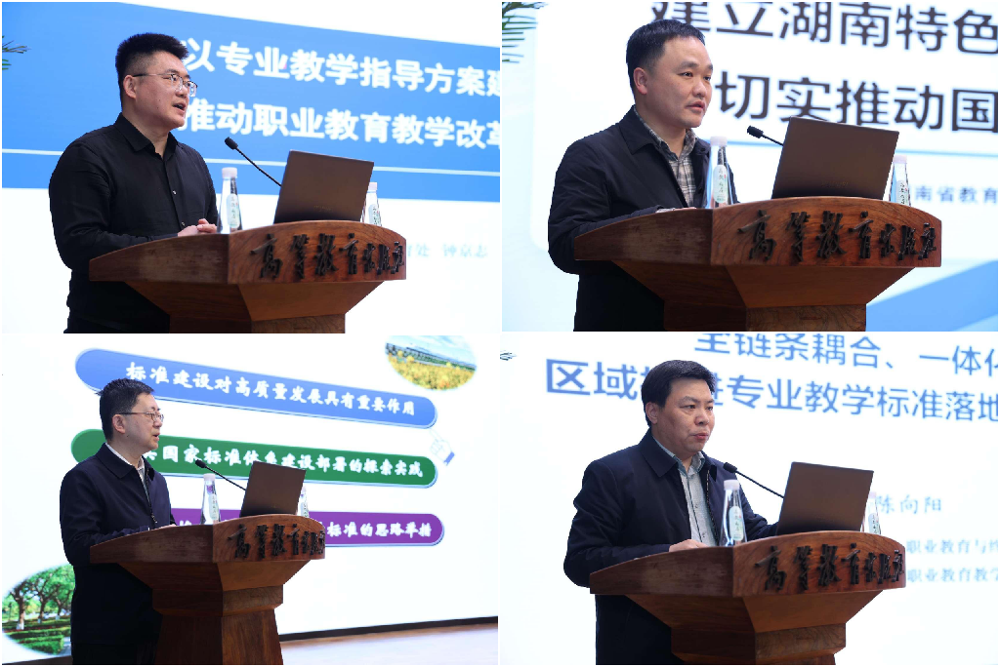 以专业教学指导方案建
推动职业教育教学改革
处 钟京志
高等教育出版社
建立湖南特色
切实推动国
南省教育
高等教育出版社
标准建设对高质量发展具有重要作用
国家标准体系建设部署的探索实践
标准的思路举措
高等教育出版社
全链条耦合、一体化
区域推进专业教学标准落地
陈向阳
职业教育与终
职业教育教学
高等教育出版社